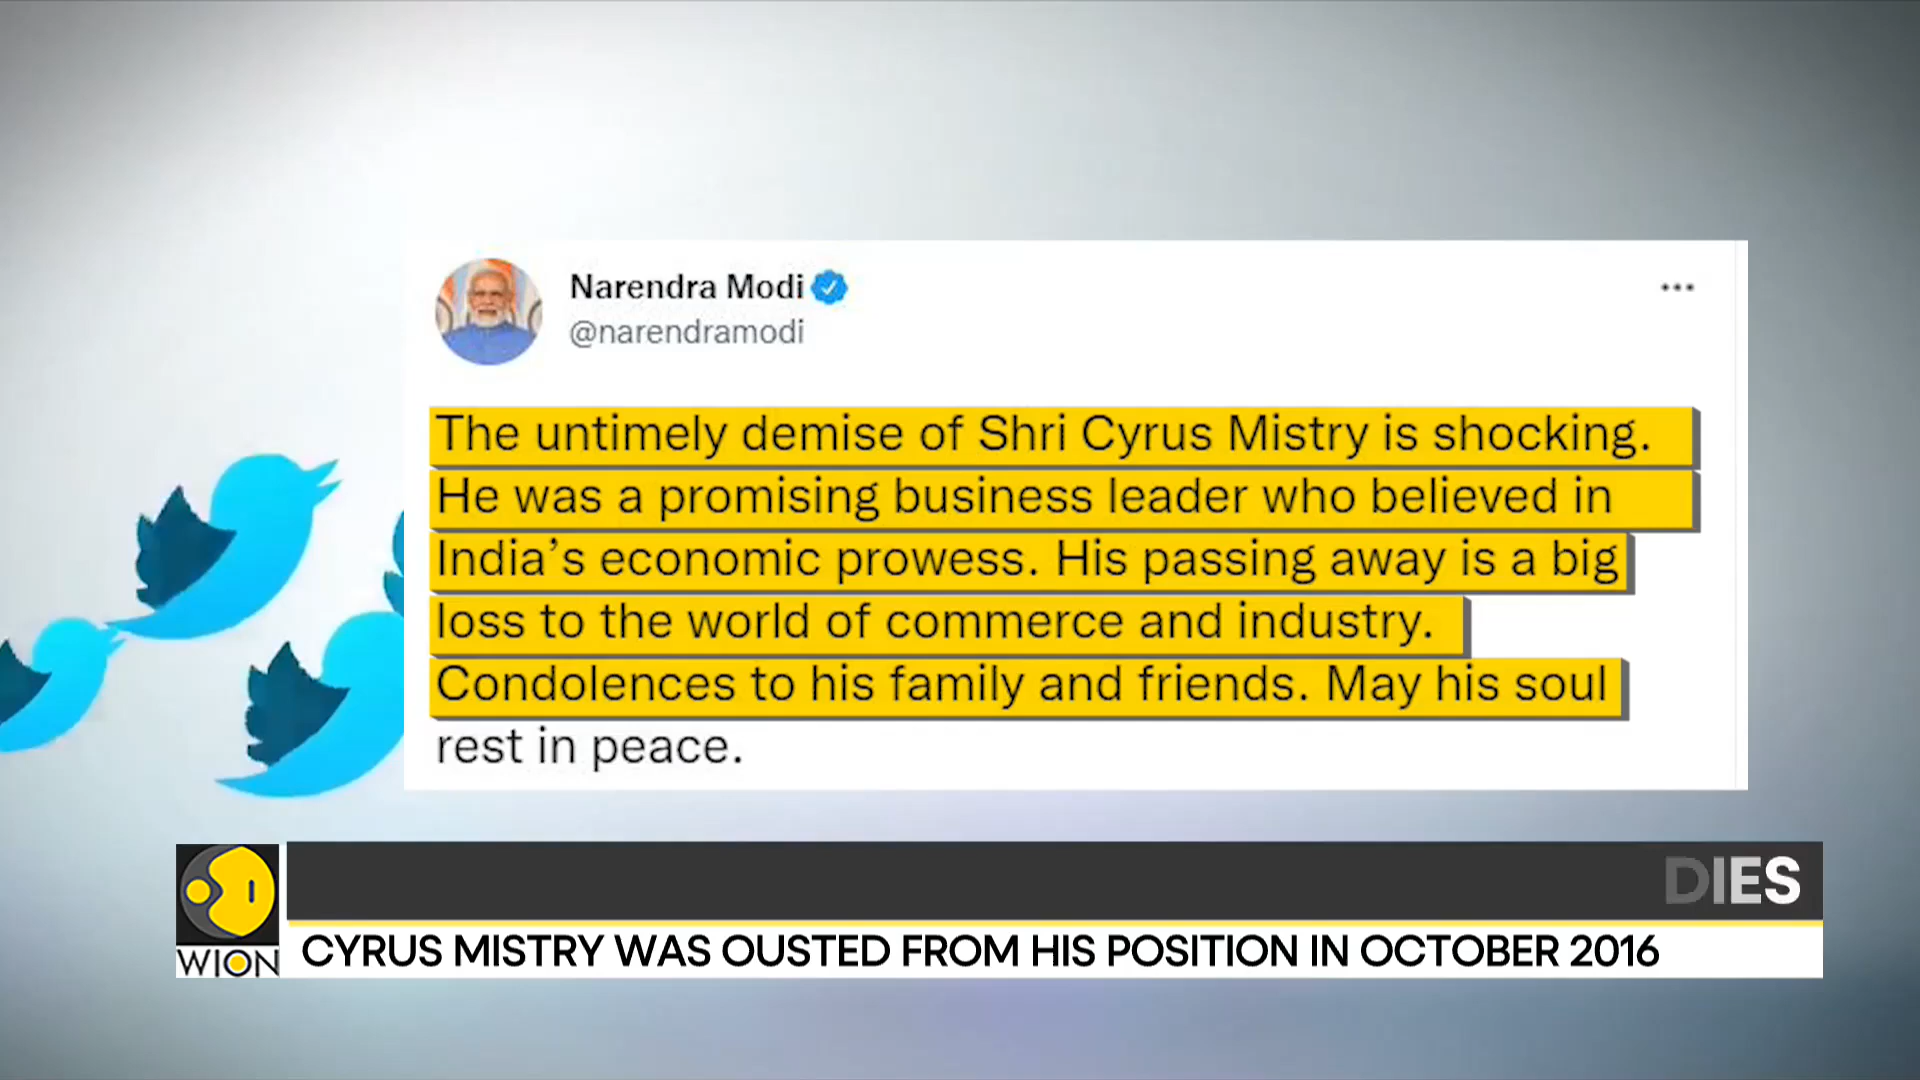 Narendra Modi
@narendramodi
The untimely demise of Shri Cyrus Mistry is shocking.
He was a promising business leader who believed in
India’s economic prowess. His passing away is a big
loss to the world of commerce and industry.
Condolences to his family and friends. May his soul
rest in peace.
DIES
WION
CYRUS MISTRY WAS OUSTED FROM HIS POSITION IN OCTOBER 2016